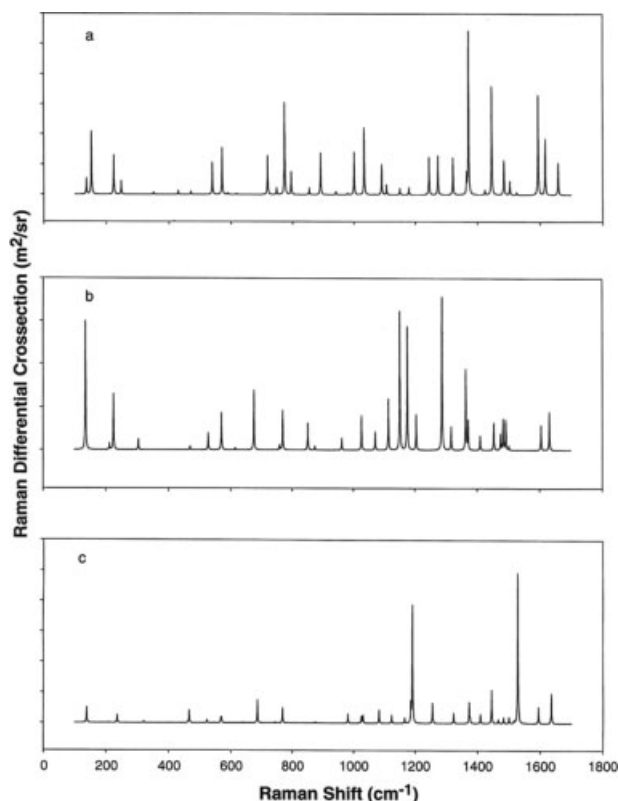 a
b
c
Raman Differential Crossection (m²/sr)
0 200 400 600 800 1000 1200 1400 1600 1800
Raman Shift (cm⁻¹)